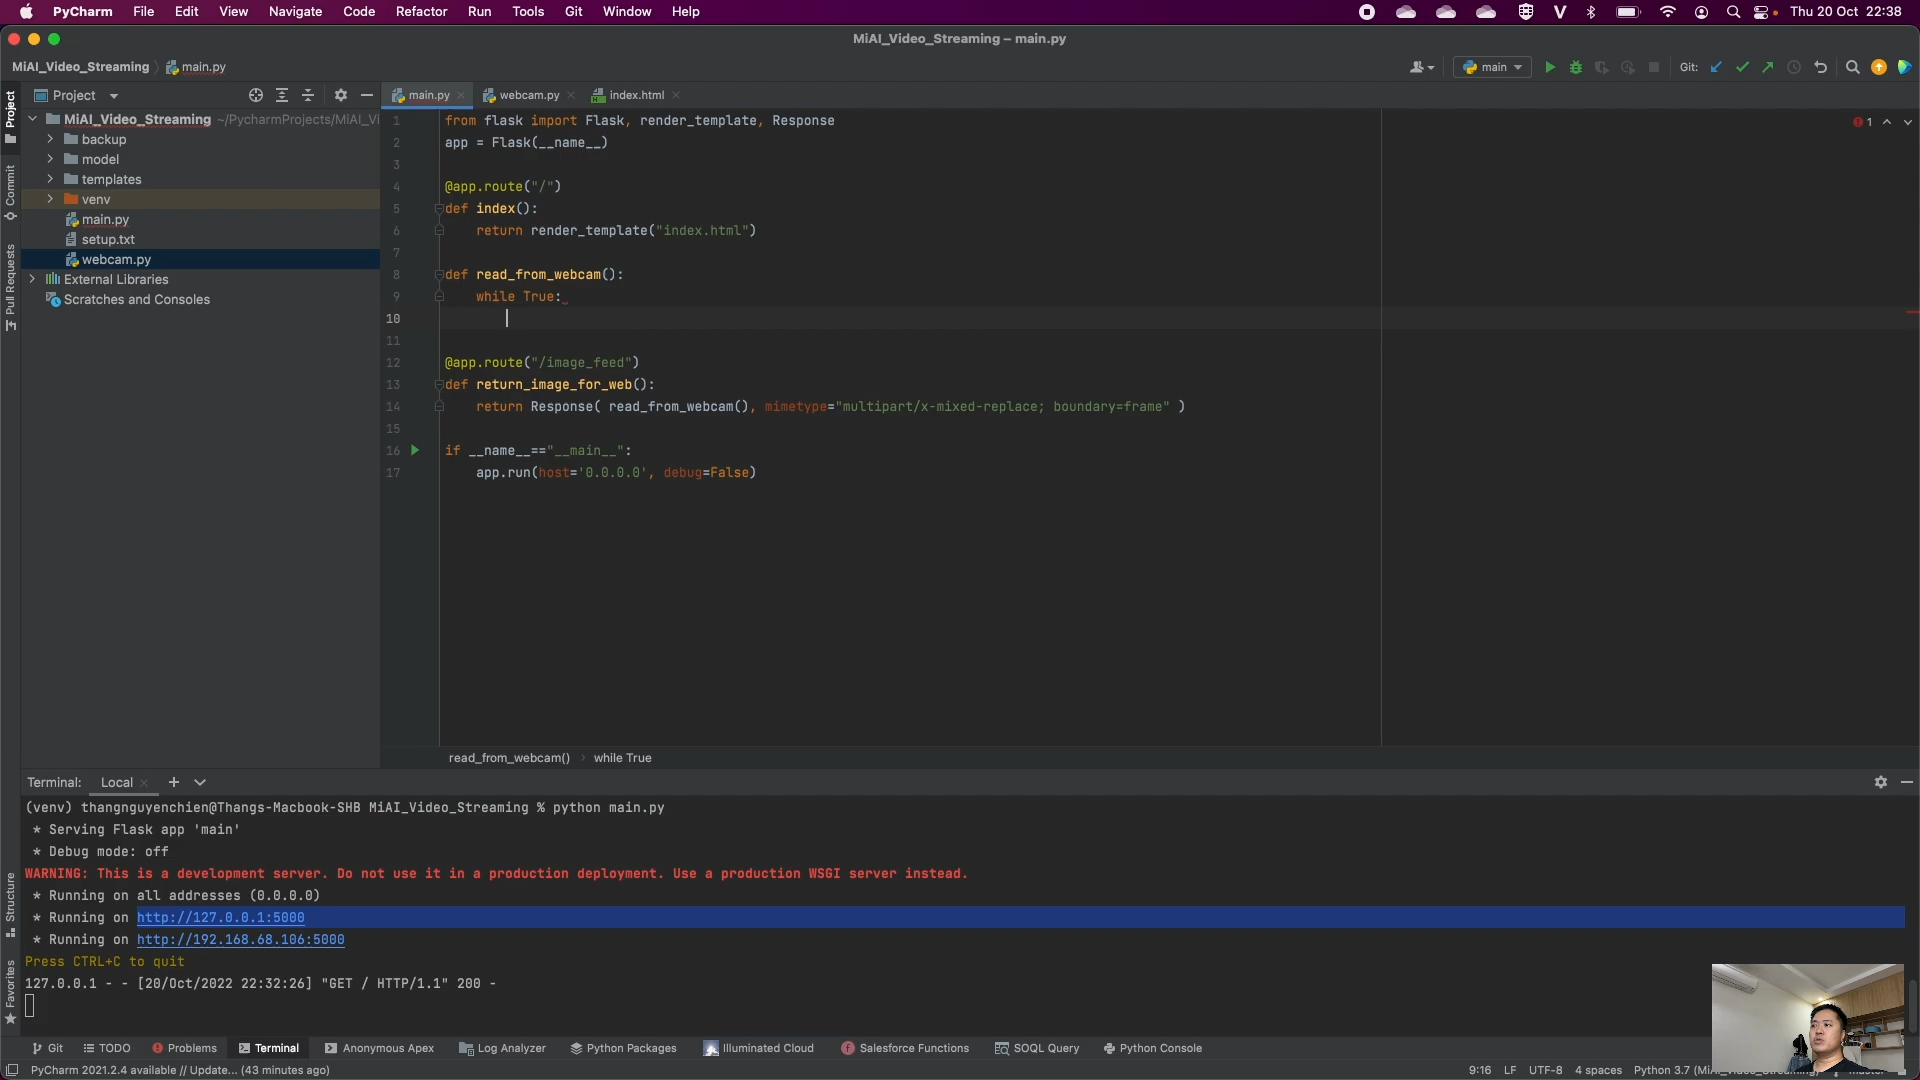 PyCharm File Edit View Navigate Code Refactor Run Tools Git Window Help Thu 20 Oct 22:38
MiAI_Video_Streaming – main.py
MiAI_Video_Streaming main.py main Git:
Project main.py webcam.py index.html
MiAI_Video_Streaming ~/PycharmProjects/MiAI_Vi
backup
model
templates
venv
main.py
setup.txt
webcam.py
External Libraries
Scratches and Consoles
Project
Commit
Pull Requests
Structure
Favorites
1 from flask import Flask, render_template, Response
2 app = Flask(__name__)
3
4 @app.route("/")
5 def index():
6 return render_template("index.html")
7
8 def read_from_webcam():
9 while True:
10
11
12 @app.route("/image_feed")
13 def return_image_for_web():
14 return Response( read_from_webcam(), mimetype="multipart/x-mixed-replace; boundary=frame" )
15
16 if __name__=="__main__":
17 app.run(host='0.0.0.0', debug=False)
1
read_from_webcam() while True
Terminal: Local
(venv) thangnguyenchien@Thangs-Macbook-SHB MiAI_Video_Streaming % python main.py
* Serving Flask app 'main'
* Debug mode: off
WARNING: This is a development server. Do not use it in a production deployment. Use a production WSGI server instead.
* Running on all addresses (0.0.0.0)
* Running on http://127.0.0.1:5000
* Running on http://192.168.68.106:5000
Press CTRL+C to quit
127.0.0.1 - - [20/Oct/2022 22:32:26] "GET / HTTP/1.1" 200 -
Git TODO Problems Terminal Anonymous Apex Log Analyzer Python Packages Illuminated Cloud Salesforce Functions SOQL Query Python Console
PyCharm 2021.2.4 available // Update... (43 minutes ago) 9:16 LF UTF-8 4 spaces Python 3.7